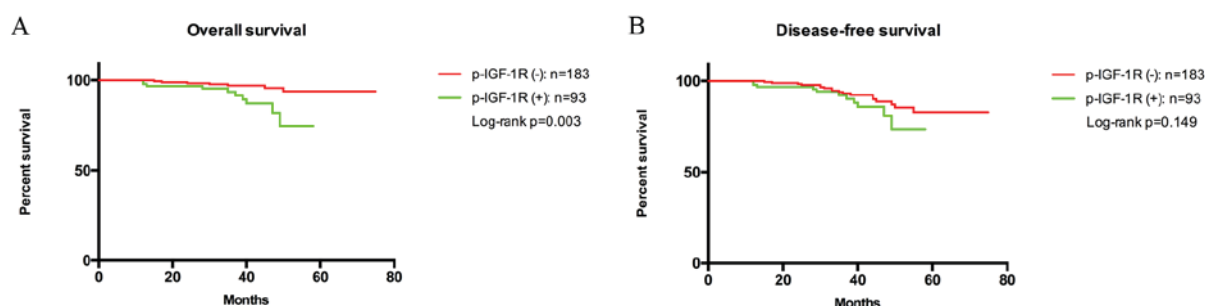 A
Overall survival
Percent survival
100
50
0
0 20 40 60 80
Months
p-IGF-1R (-): n=183
p-IGF-1R (+): n=93
Log-rank p=0.003
B
Disease-free survival
Percent survival
100
50
0
0 20 40 60 80
Months
p-IGF-1R (-): n=183
p-IGF-1R (+): n=93
Log-rank p=0.149